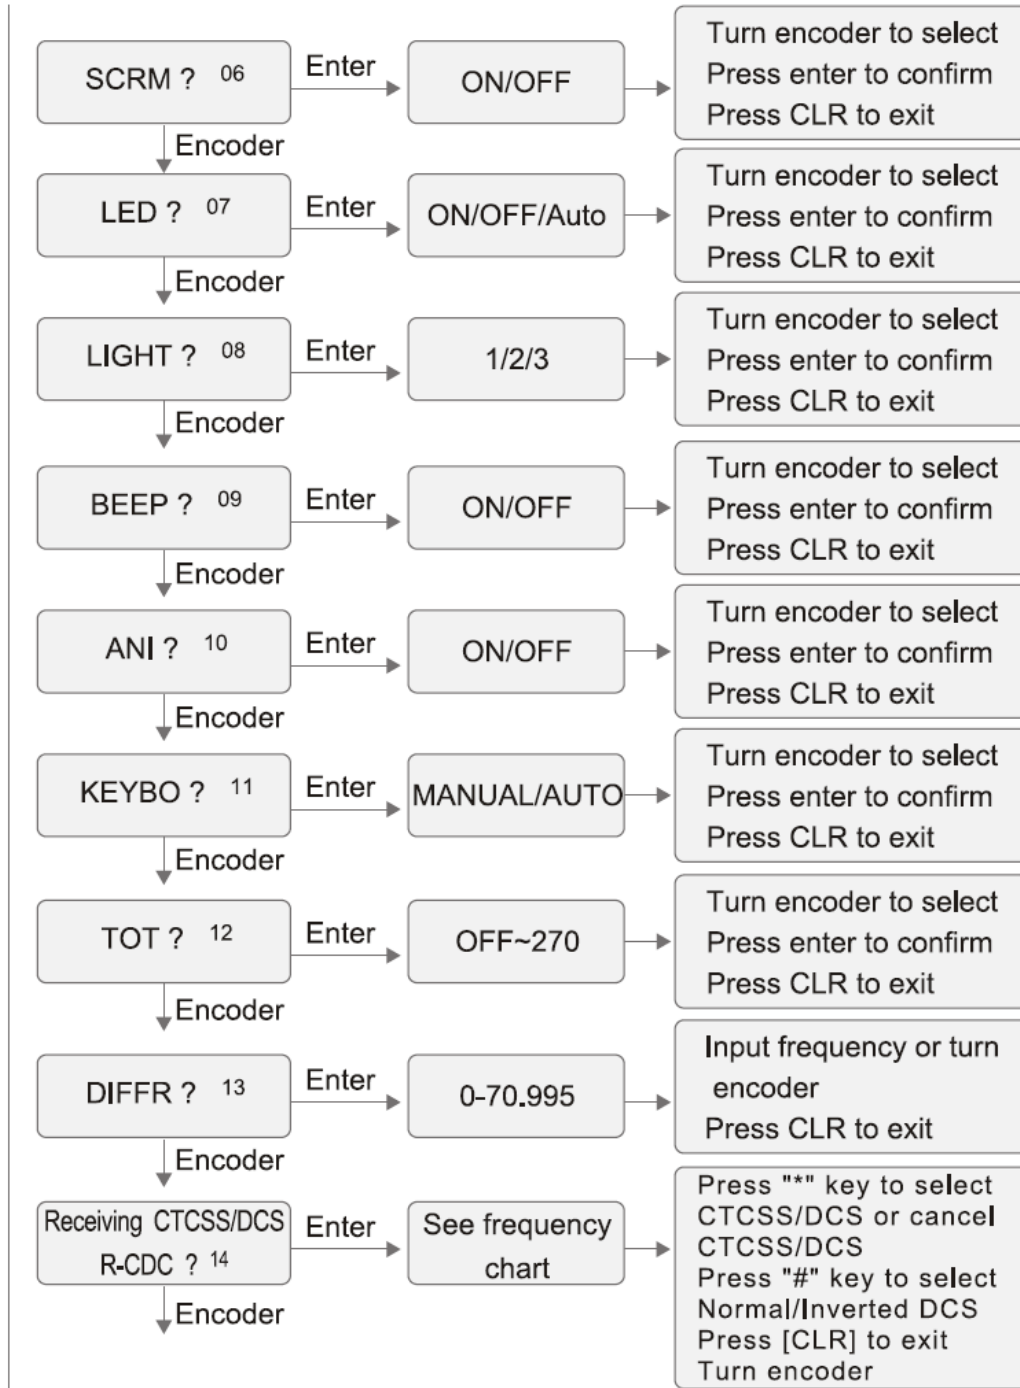 SCRM ? 06
Enter
ON/OFF
Turn encoder to select
Press enter to confirm
Press CLR to exit
Encoder
LED ? 07
Enter
ON/OFF/Auto
Turn encoder to select
Press enter to confirm
Press CLR to exit
Encoder
LIGHT ? 08
Enter
1/2/3
Turn encoder to select
Press enter to confirm
Press CLR to exit
Encoder
BEEP ? 09
Enter
ON/OFF
Turn encoder to select
Press enter to confirm
Press CLR to exit
Encoder
ANI ? 10
Enter
ON/OFF
Turn encoder to select
Press enter to confirm
Press CLR to exit
Encoder
KEYBO ? 11
Enter
MANUAL/AUTO
Turn encoder to select
Press enter to confirm
Press CLR to exit
Encoder
TOT ? 12
Enter
OFF~270
Turn encoder to select
Press enter to confirm
Press CLR to exit
Encoder
DIFFR ? 13
Enter
0-70.995
Input frequency or turn
encoder
Press CLR to exit
Encoder
Receiving CTCSS/DCS
R-CDC ? 14
Enter
See frequency
chart
Press "*" key to select
CTCSS/DCS or cancel
CTCSS/DCS
Press "#" key to select
Normal/Inverted DCS
Press [CLR] to exit
Turn encoder
Encoder